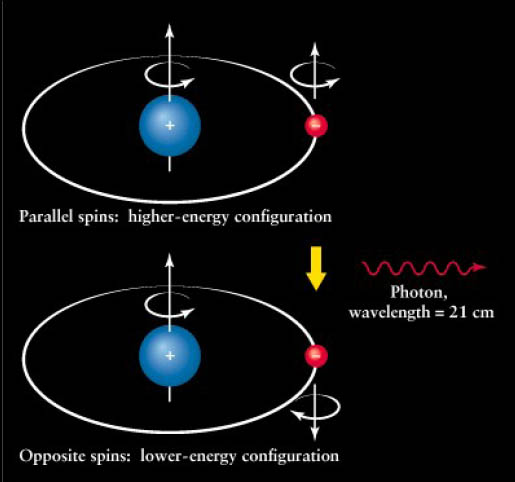 +
−
Parallel spins: higher-energy configuration
Photon,
wavelength = 21 cm
+
−
Opposite spins: lower-energy configuration